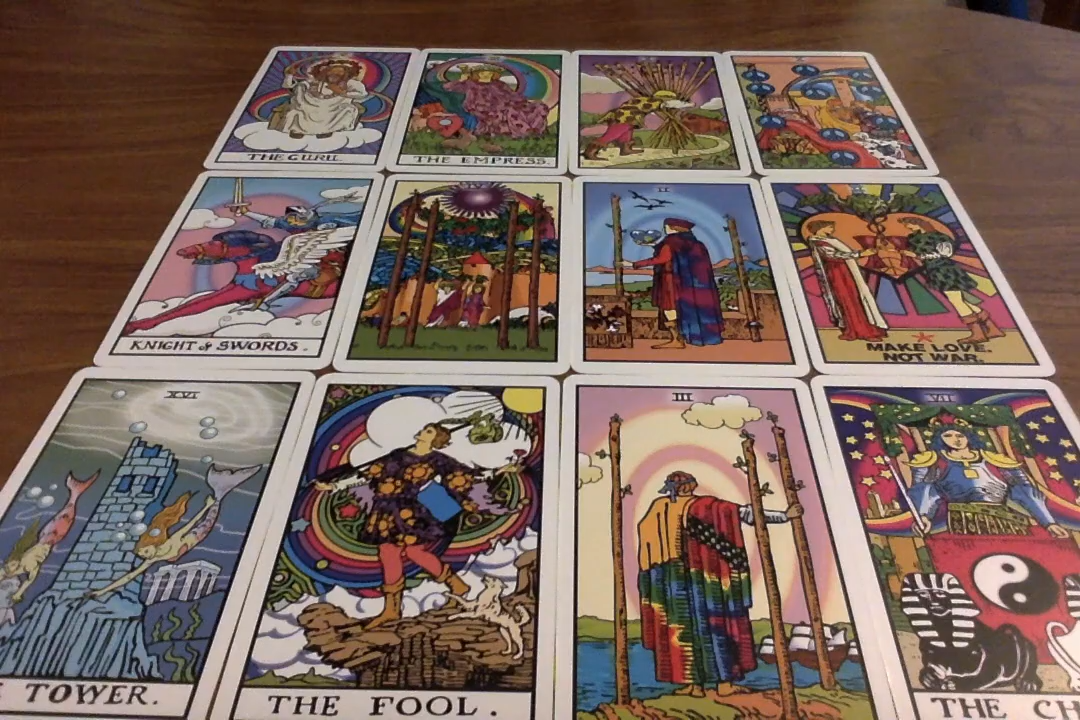 THE GURU.
THE EMPRESS.
X
KNIGHT of SWORDS.
II
MAKE LOVE.
NOT WAR.
XVI
III
VII
TOWER.
THE FOOL.
THE CH